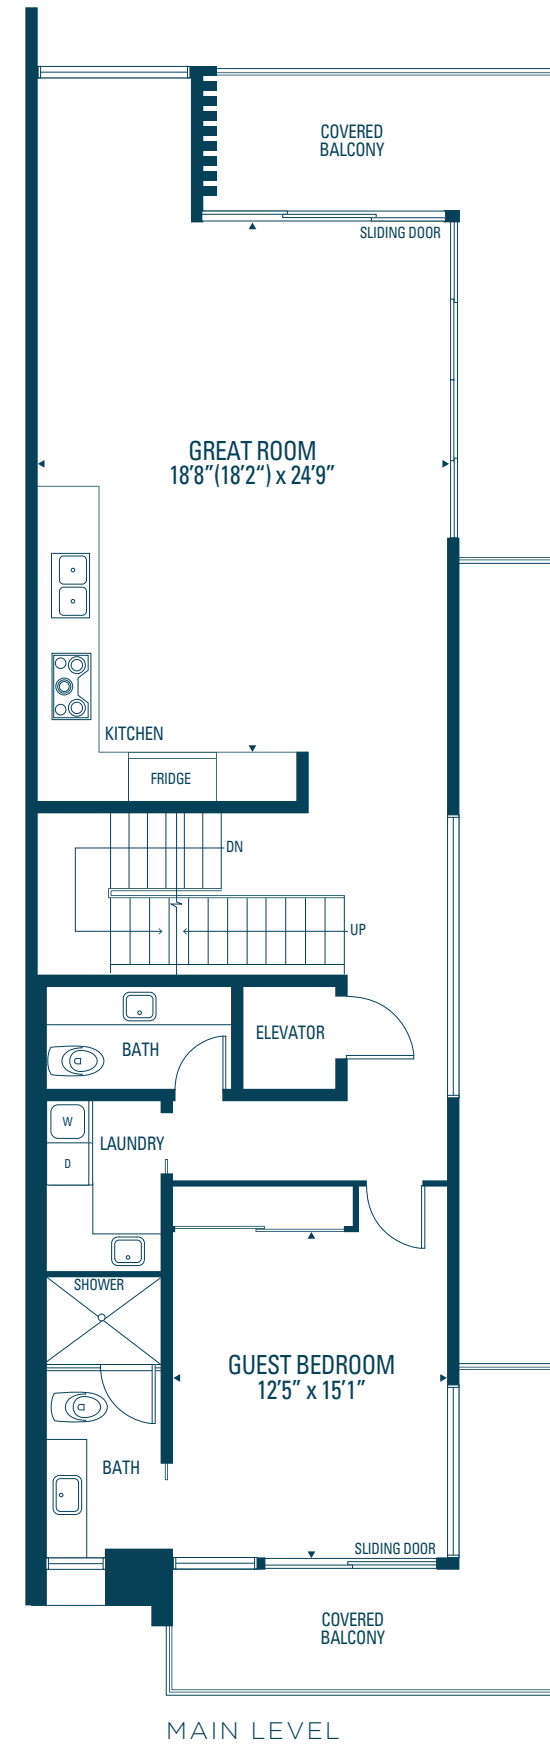 COVERED
BALCONY
SLIDING DOOR
GREAT ROOM
18'8"(18'2“) x 24'9"
KITCHEN
FRIDGE
DN
UP
ELEVATOR
BATH
W
LAUNDRY
D
SHOWER
GUEST BEDROOM
12'5" x 15'1"
BATH
SLIDING DOOR
COVERED
BALCONY
MAIN LEVEL